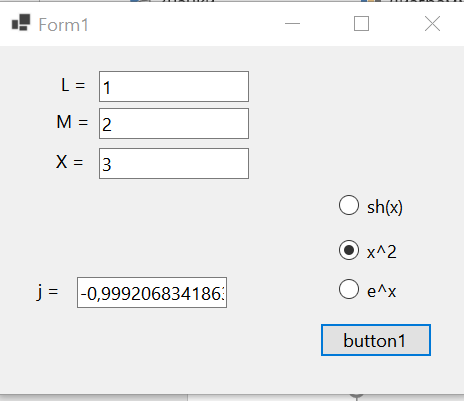 Form1
L = 1
M = 2
X = 3
sh(x)
x^2
e^x
j = -0,999206834186
button1